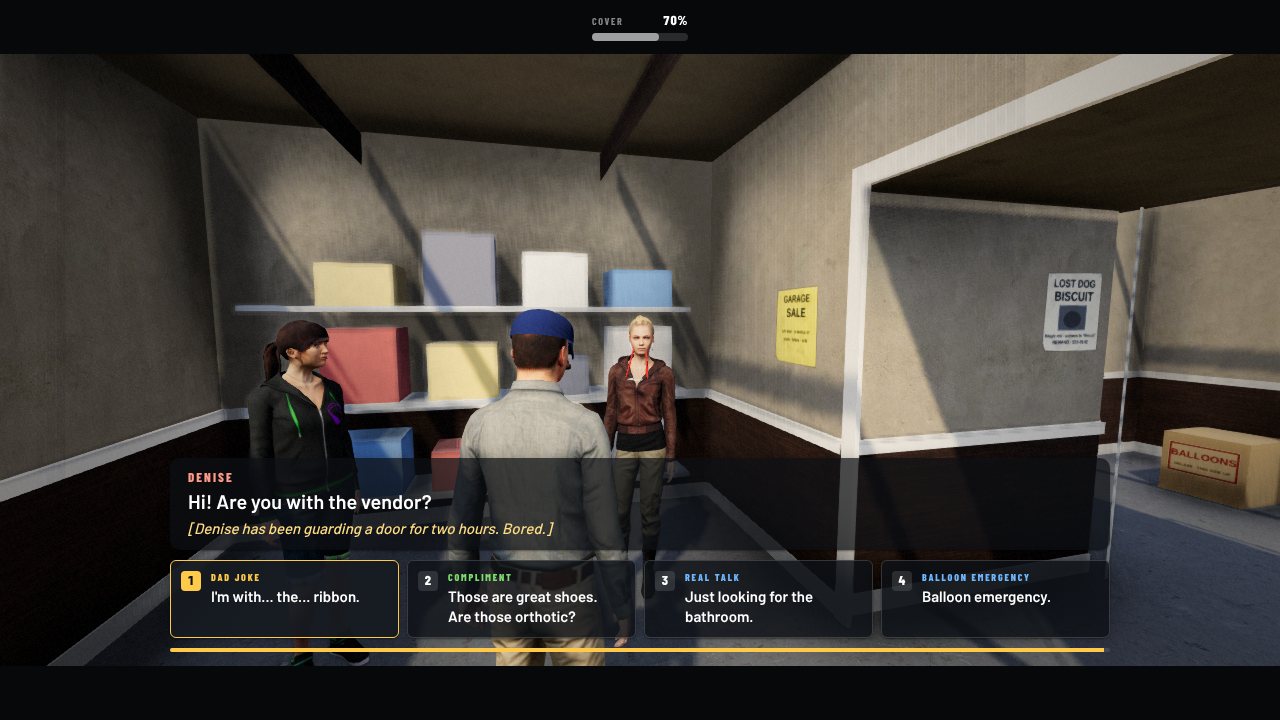 COVER 70%
GARAGE
SALE
LOST DOG
BISCUIT
BALLOONS
DENISE
Hi! Are you with the vendor?
[Denise has been guarding a door for two hours. Bored.]
1 DAD JOKE
I'm with... the... ribbon.
2 COMPLIMENT
Those are great shoes.
Are those orthotic?
3 REAL TALK
Just looking for the
bathroom.
4 BALLOON EMERGENCY
Balloon emergency.